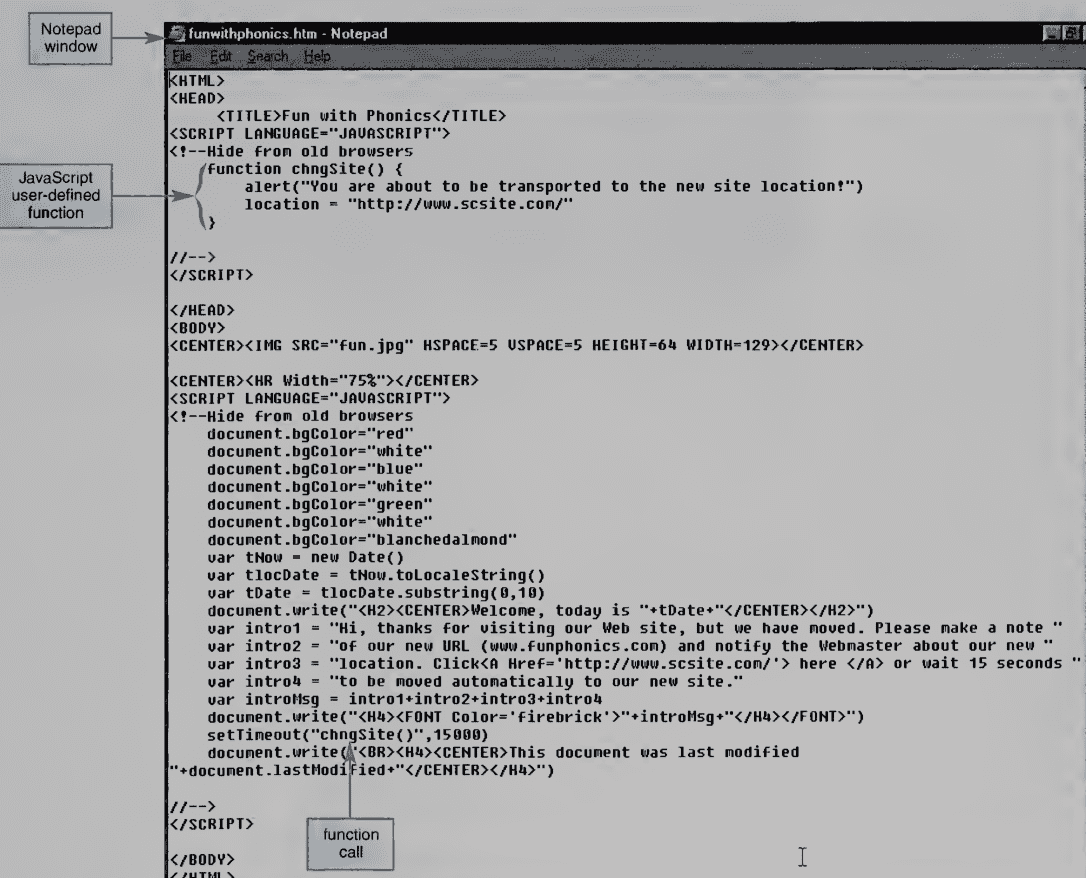 Notepad
window
funwithphonics.htm - Notepad
File Edit Search Help
<HTML>
<HEAD>
<TITLE>Fun with Phonics</TITLE>
<SCRIPT LANGUAGE="JAVASCRIPT">
<!--Hide from old browsers
JavaScript
user-defined
function
function chngSite() {
alert("You are about to be transported to the new site location!")
location = "http://www.scsite.com/"
}
//-->
</SCRIPT>
</HEAD>
<BODY>
<CENTER><IMG SRC="fun.jpg" HSPACE=5 VSPACE=5 HEIGHT=64 WIDTH=129></CENTER>
<CENTER><HR Width="75%"></CENTER>
<SCRIPT LANGUAGE="JAVASCRIPT">
<!--Hide from old browsers
document.bgColor="red"
document.bgColor="white"
document.bgColor="blue"
document.bgColor="white"
document.bgColor="green"
document.bgColor="white"
document.bgColor="blanchedalmond"
var tNow = new Date()
var tlocDate = tNow.toLocaleString()
var tDate = tlocDate.substring(0,10)
document.write("<H2><CENTER>Welcome, today is "+tDate+"</CENTER></H2>")
var intro1 = "Hi, thanks for visiting our Web site, but we have moved. Please make a note "
var intro2 = "of our new URL (www.funphonics.com) and notify the Webmaster about our new "
var intro3 = "location. Click<A Href='http://www.scsite.com/'> here </A> or wait 15 seconds "
var intro4 = "to be moved automatically to our new site."
var introMsg = intro1+intro2+intro3+intro4
document.write("<H4><FONT Color='firebrick'>"+introMsg+"</H4></FONT>")
setTimeout("chngSite()",15000)
document.write("<BR><H4><CENTER>This document was last modified
"+document.lastModified+"</CENTER></H4>")
//-->
</SCRIPT>
function
call
</BODY>
</HTML>